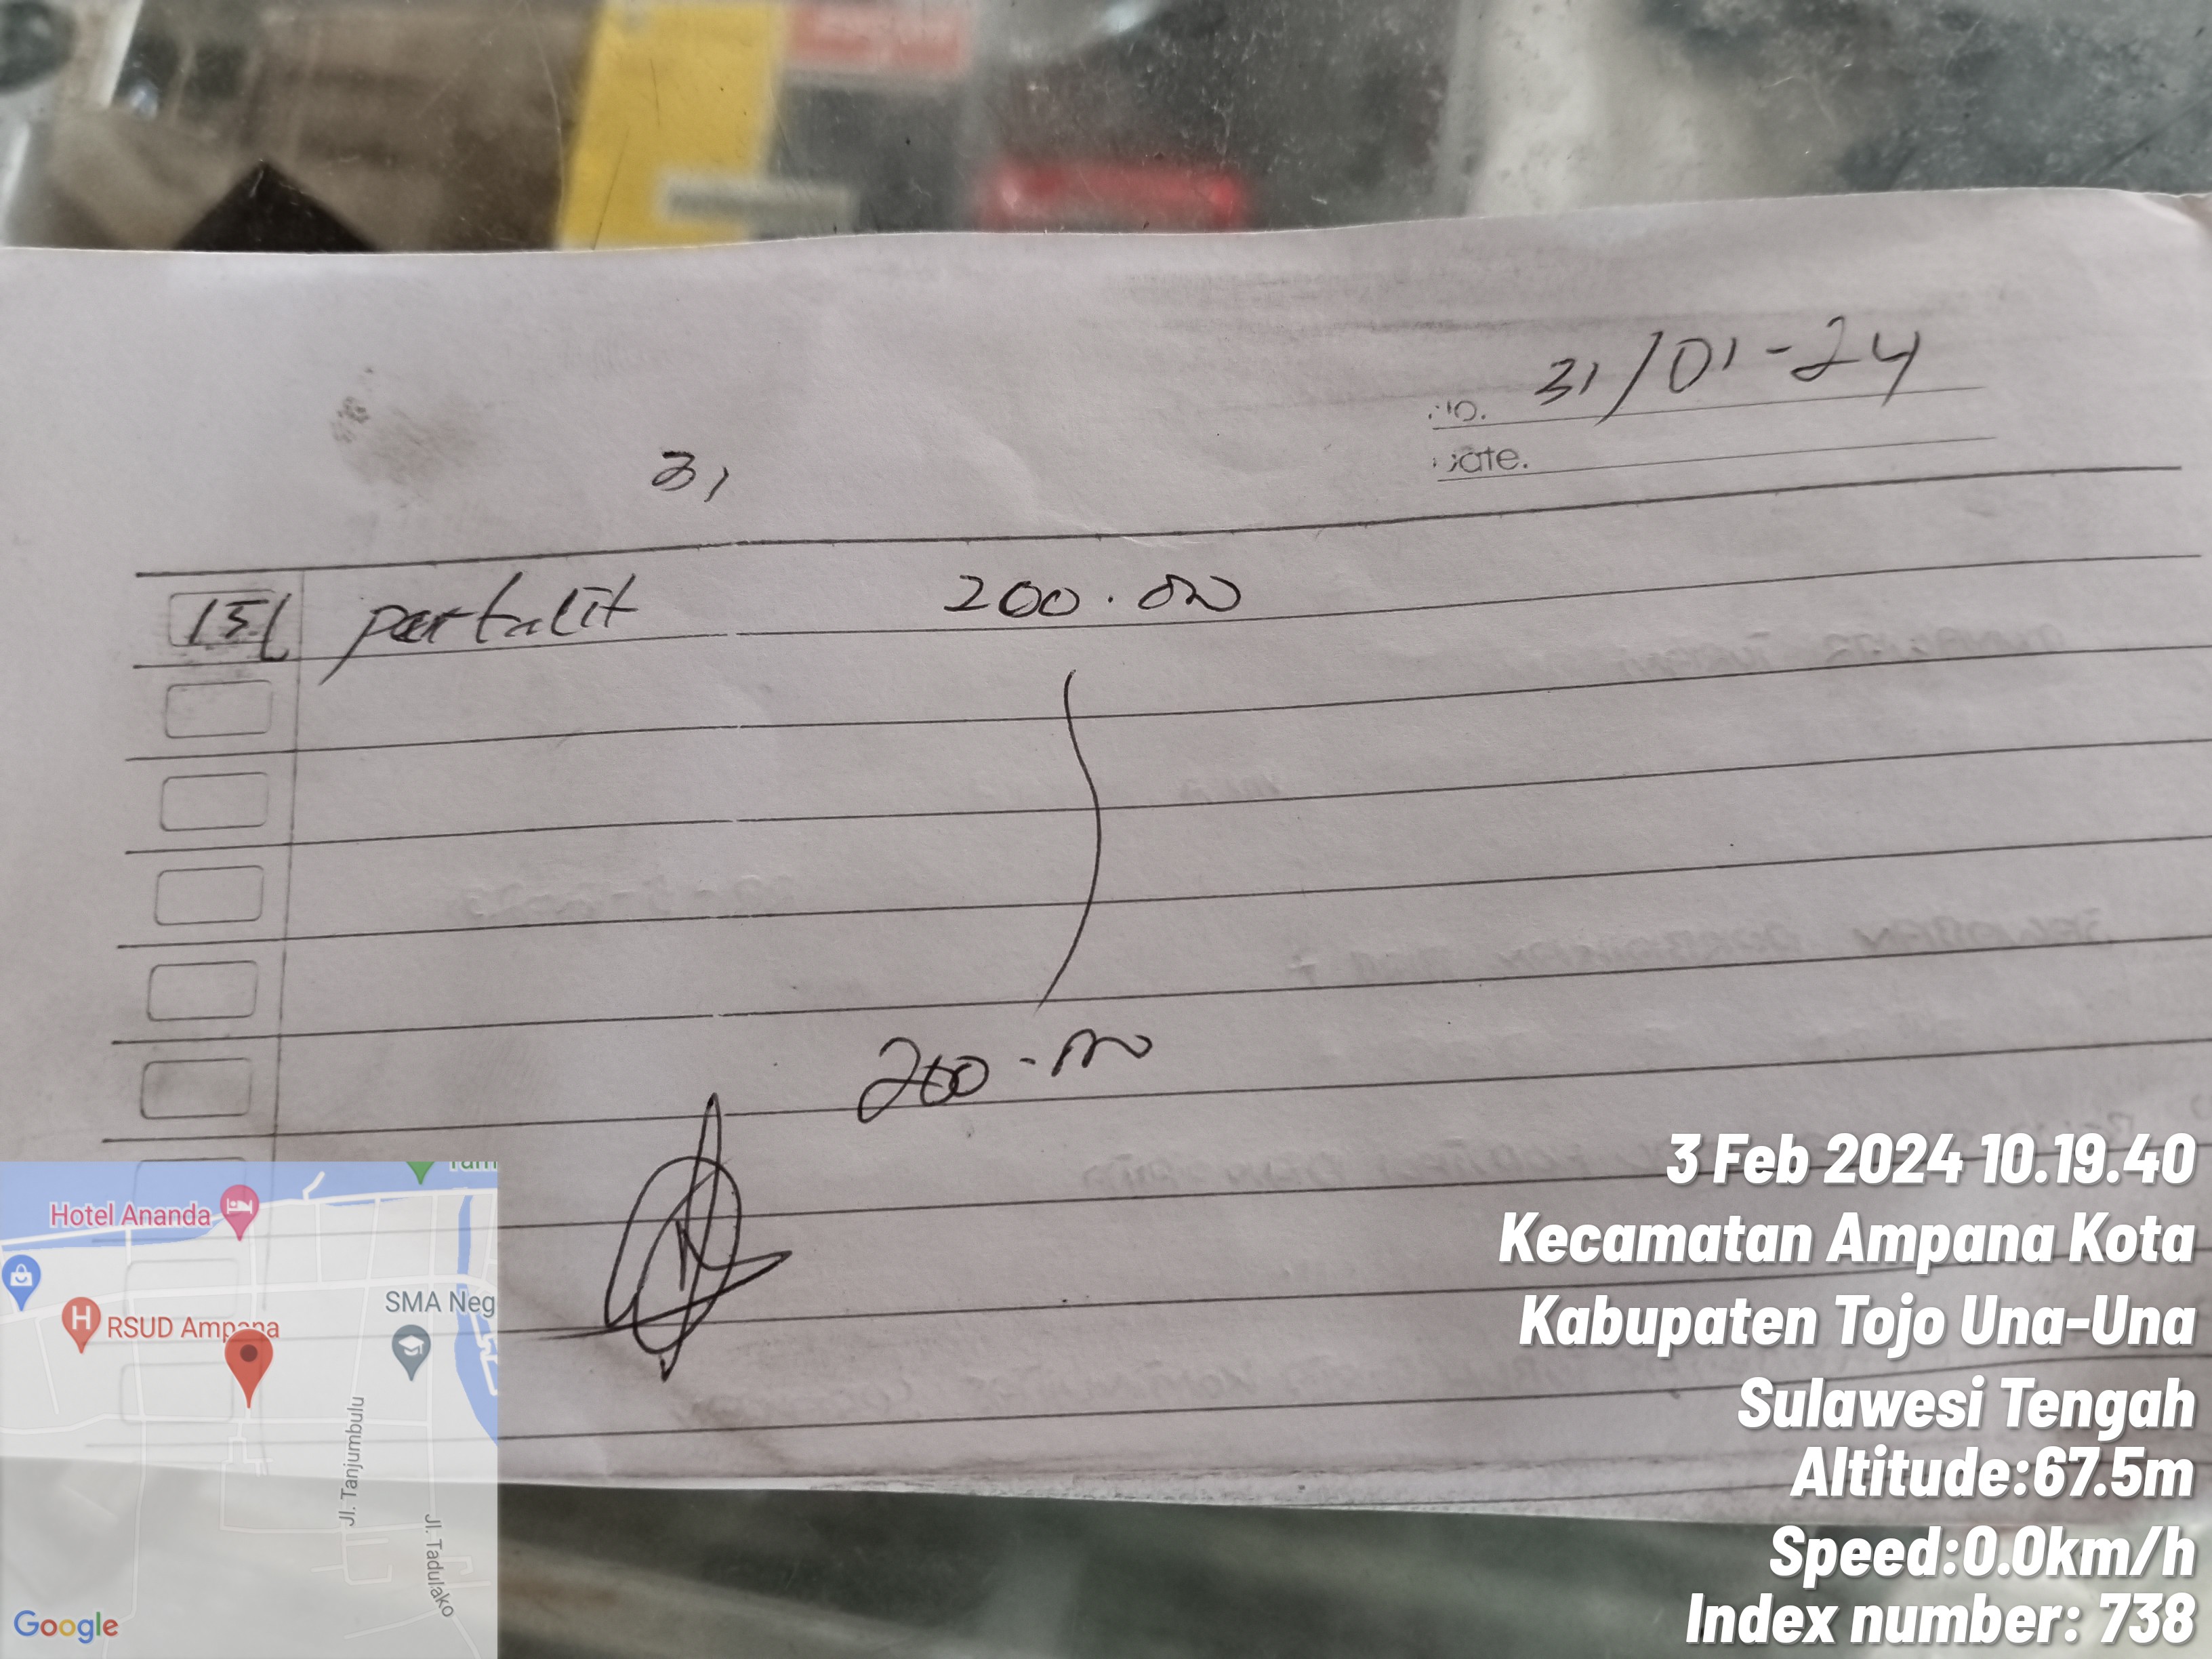 No. 31/01-24
Date.
31
15L partalit 200.000
200.000
Hotel Ananda
RSUD Ampana
SMA Neg
Jl. Tanjumbulu
Jl. Tadulako
Google
3 Feb 2024 10.19.40
Kecamatan Ampana Kota
Kabupaten Tojo Una-Una
Sulawesi Tengah
Altitude:67.5m
Speed:0.0km/h
Index number: 738